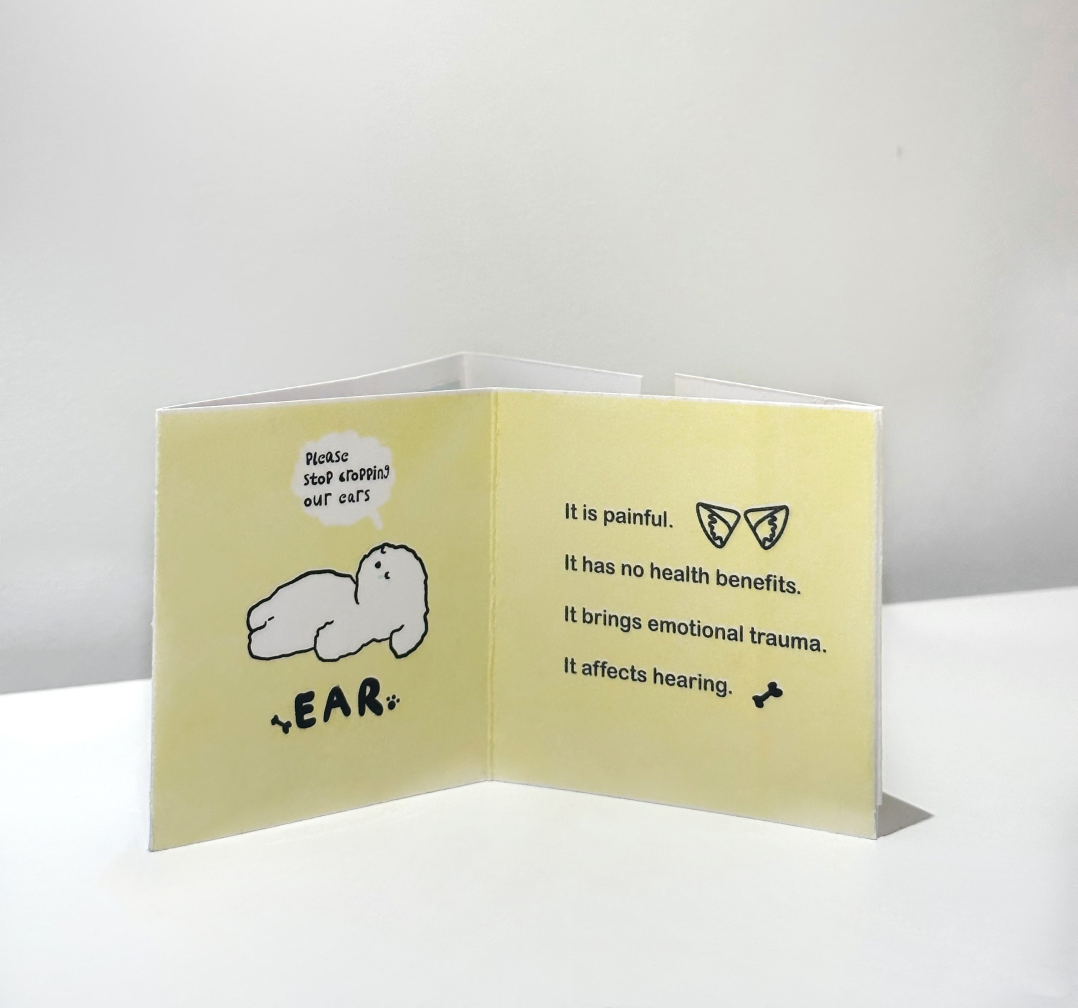 Please
stop cropping
our ears
EAR
It is painful.
It has no health benefits.
It brings emotional trauma.
It affects hearing.